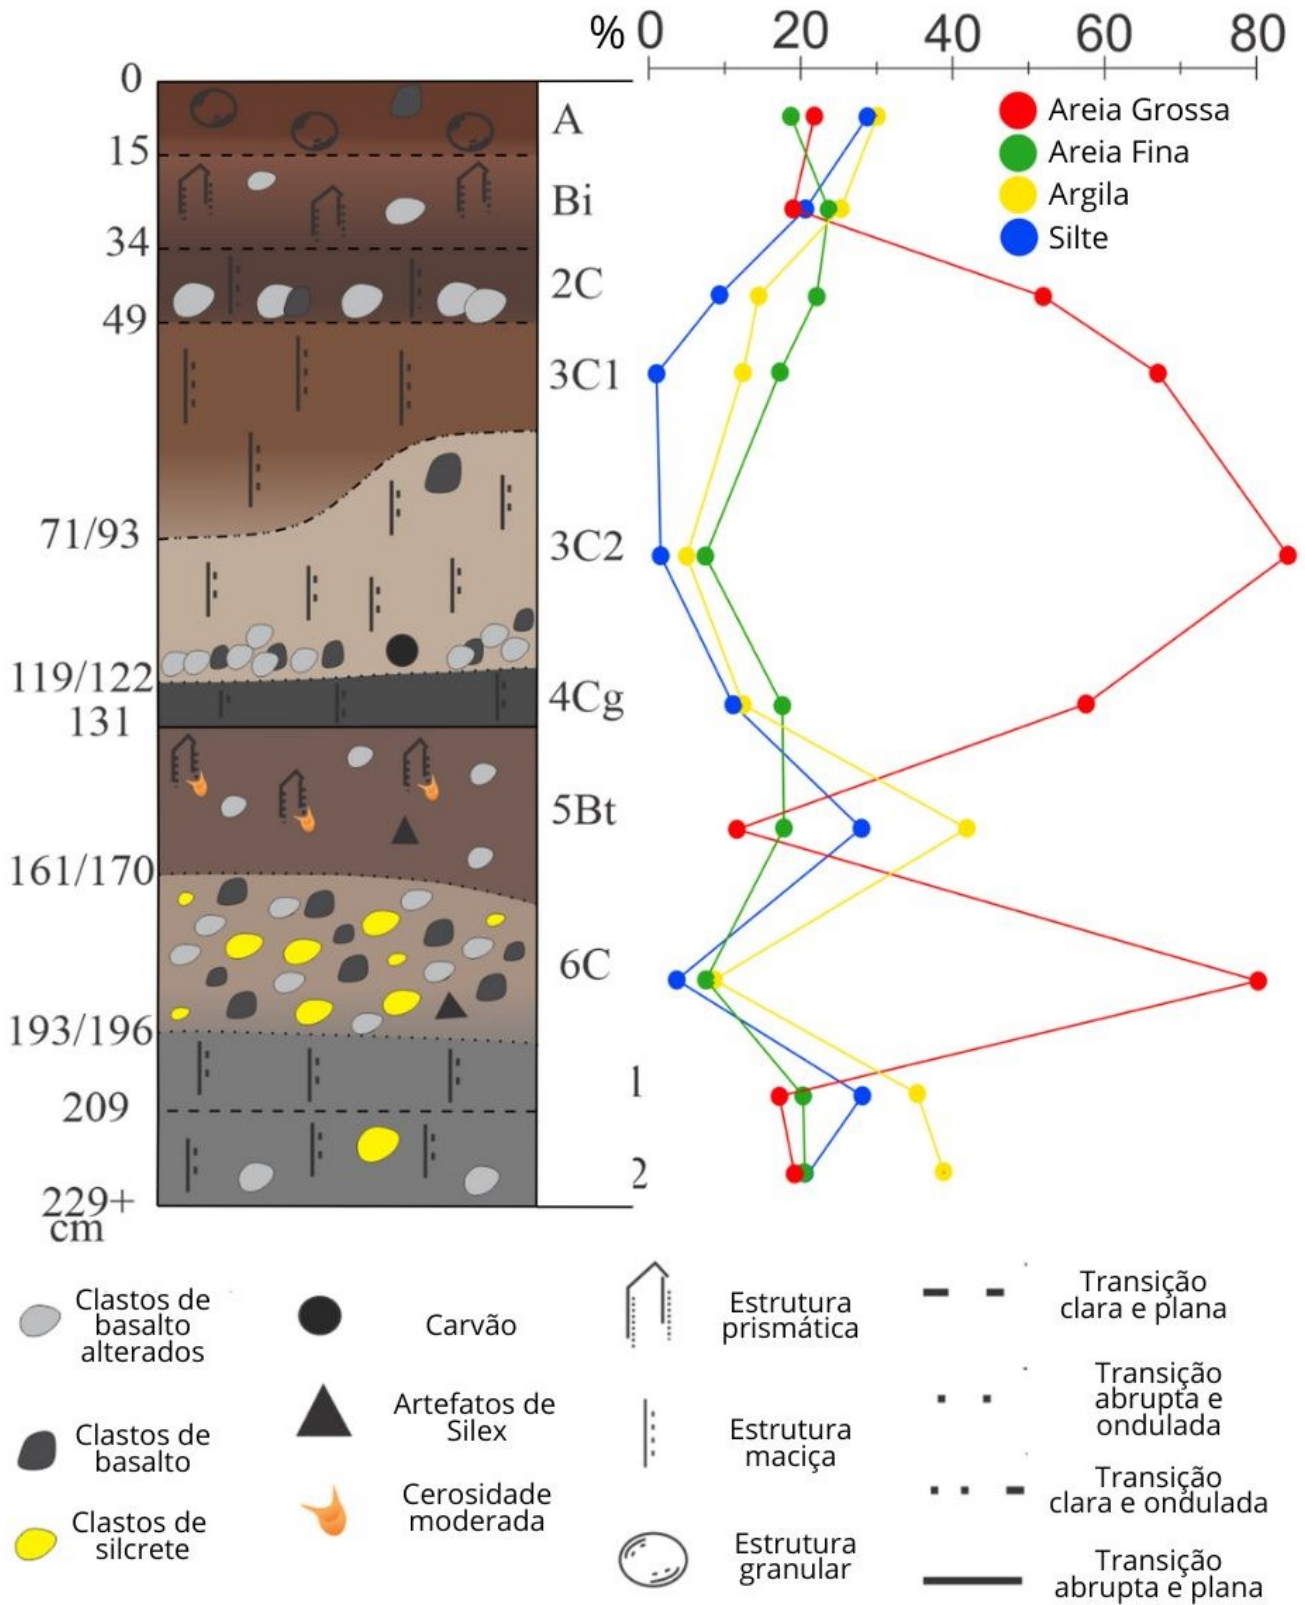 % 0 20 40 60 80
Areia Grossa
Areia Fina
Argila
Silte
0
15
34
49
71/93
119/122
131
161/170
193/196
209
229+
cm
A
Bi
2C
3C1
3C2
4Cg
5Bt
6C
1
2
Clastos de
basalto
alterados
Clastos de
basalto
Clastos de
silcrete
Carvão
Artefatos de
Silex
Cerosidade
moderada
Estrutura
prismática
Estrutura
maciça
Estrutura
granular
Transição
clara e plana
Transição
abrupta e
ondulada
Transição
clara e ondulada
Transição
abrupta e plana